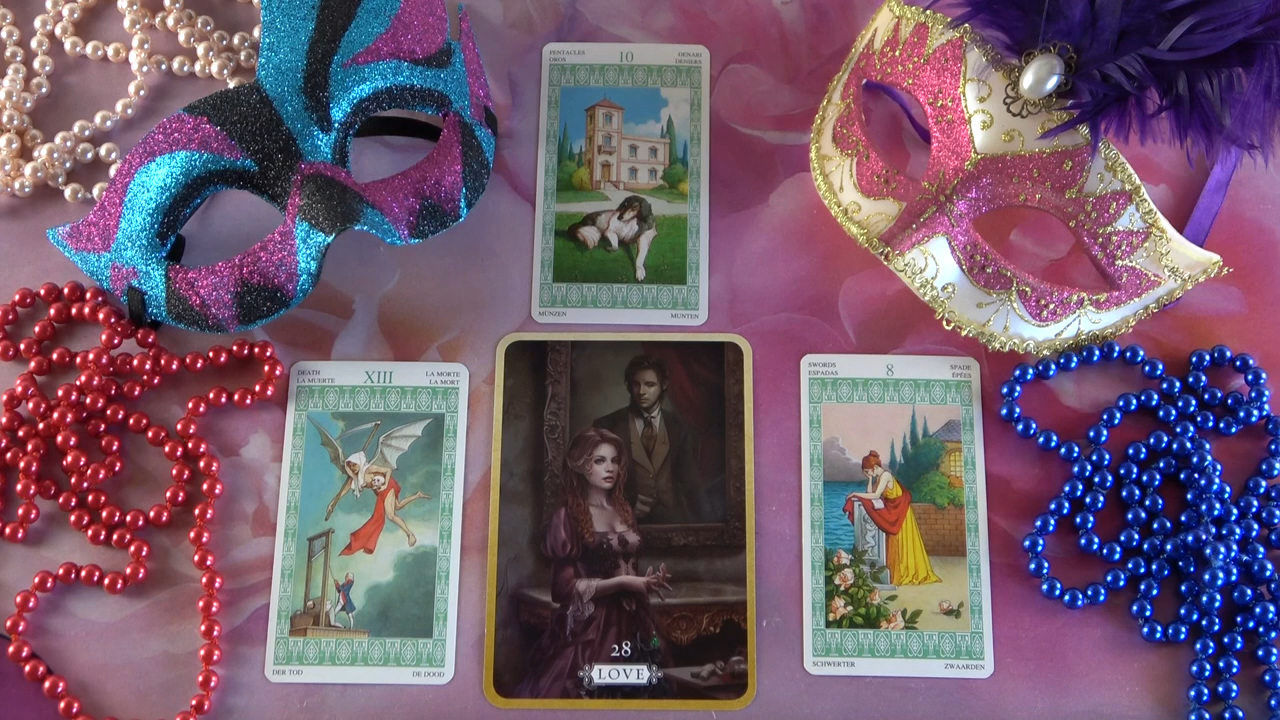 PENTACLES
OROS
10
DENARI
DENIERS
MÜNZEN
MUNTEN
DEATH
LA MUERTE
XIII
LA MORTE
LA MORT
DER TOD
DE DOOD
28
LOVE
SWORDS
ESPADAS
8
SPADE
ÉPÉES
SCHWERTER
ZWAARDEN